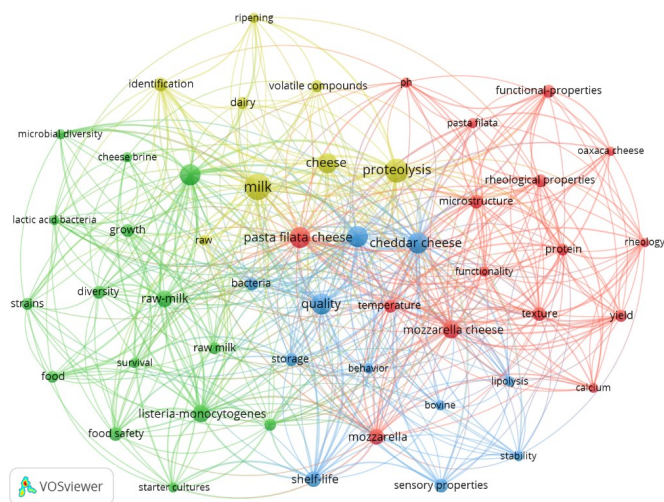 ripening
identification
volatile compounds
ph
functional-properties
dairy
pasta filata
microbial diversity
oaxaca cheese
cheese brine
cheese
proteolysis
rheological properties
milk
microstructure
lactic acid bacteria
growth
raw
pasta filata cheese
cheddar cheese
protein
rheology
functionality
bacteria
diversity
raw-milk
strains
quality
temperature
texture
yield
mozzarella cheese
raw milk
storage
survival
behavior
food
lipolysis
calcium
bovine
listeria-monocytogenes
food safety
mozzarella
stability
shelf-life
sensory properties
starter cultures
VOSviewer